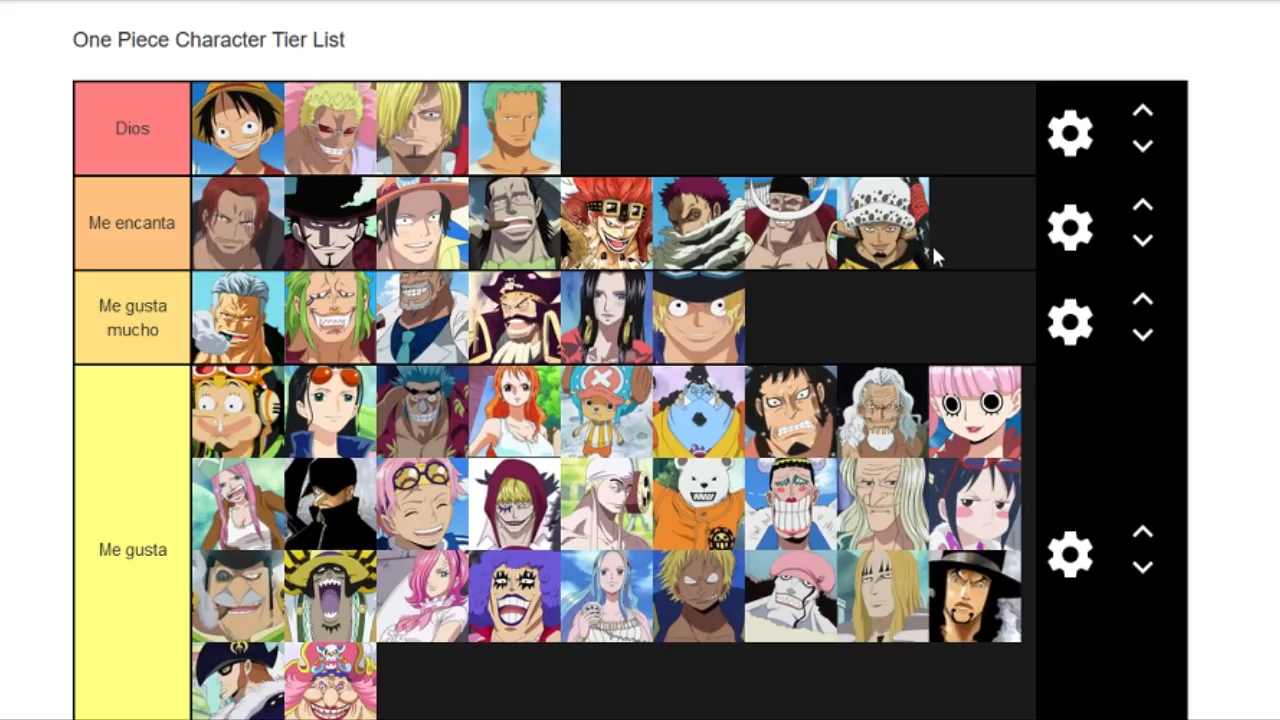 One Piece Character Tier List
Dios
Me encanta
Me gusta
mucho
Me gusta